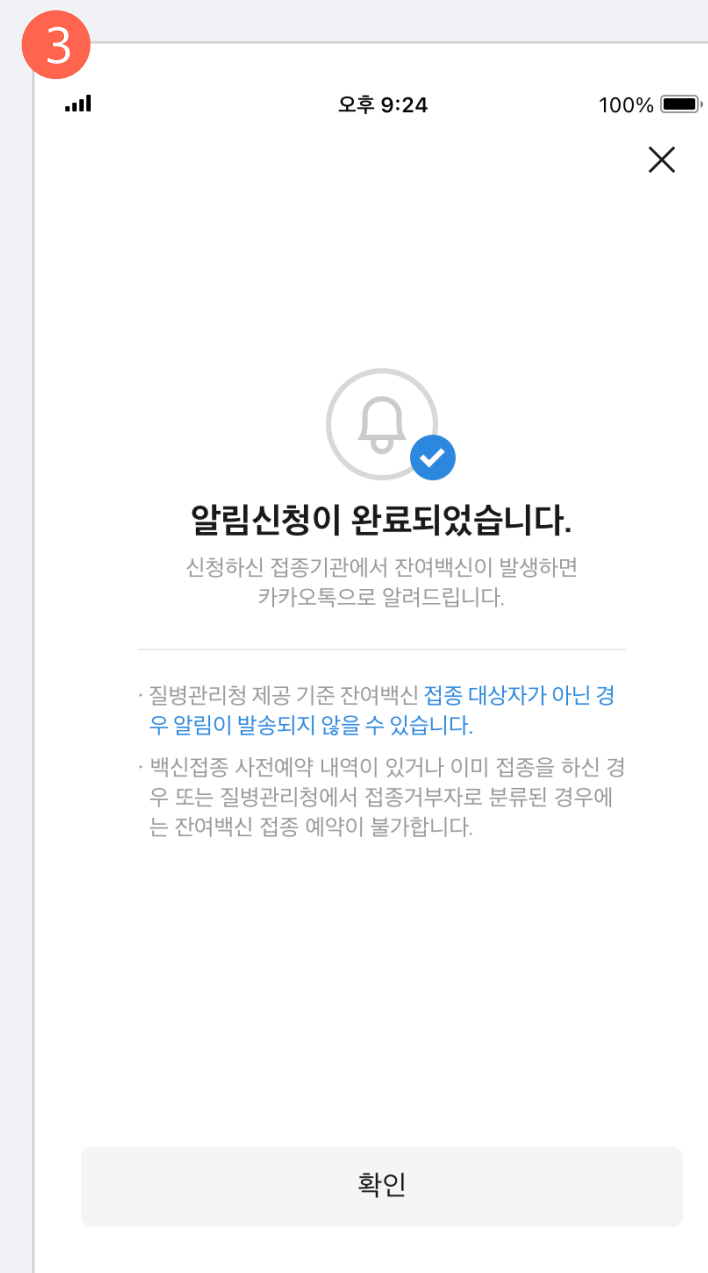 3
오후 9:24
100%
알림신청이 완료되었습니다.
신청하신 접종기관에서 잔여백신이 발생하면
카카오톡으로 알려드립니다.
· 질병관리청 제공 기준 잔여백신 접종 대상자가 아닌 경
우 알림이 발송되지 않을 수 있습니다.
· 백신접종 사전예약 내역이 있거나 이미 접종을 하신 경
우 또는 질병관리청에서 접종거부자로 분류된 경우에
는 잔여백신 접종 예약이 불가합니다.
확인